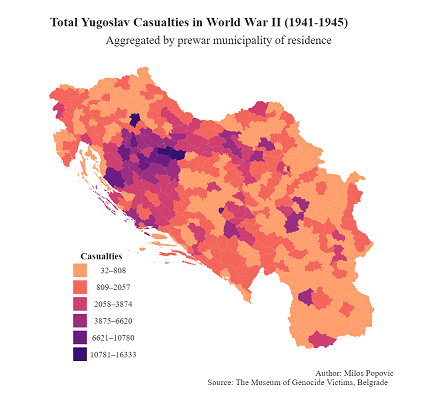 Total Yugoslav Casualties in World War II (1941-1945)
Aggregated by prewar municipality of residence
Casualties
32–808
809–2057
2058–3874
3875–6620
6621–10780
10781–16333
Author: Milos Popovic
Source: The Museum of Genocide Victims, Belgrade